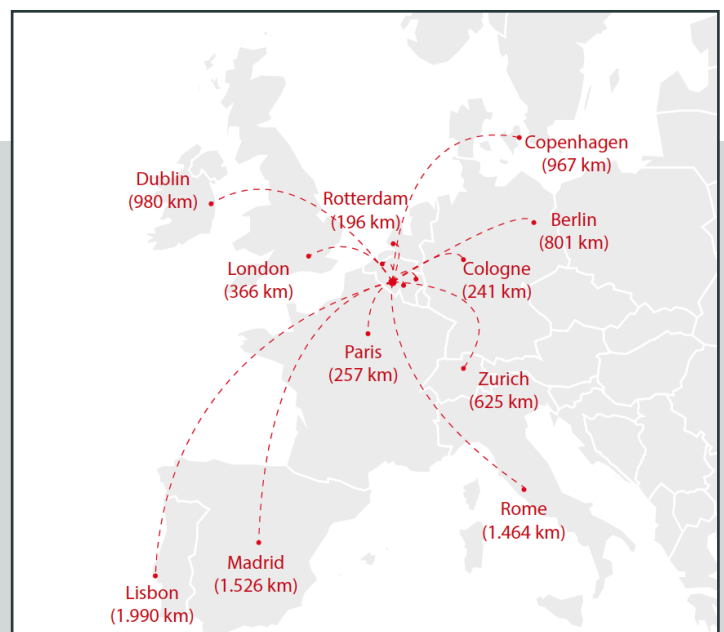 Copenhagen
(967 km)
Dublin
(980 km)
Rotterdam
(196 km)
Berlin
(801 km)
London
(366 km)
Cologne
(241 km)
Paris
(257 km)
Zurich
(625 km)
Rome
(1.464 km)
Madrid
(1.526 km)
Lisbon
(1.990 km)